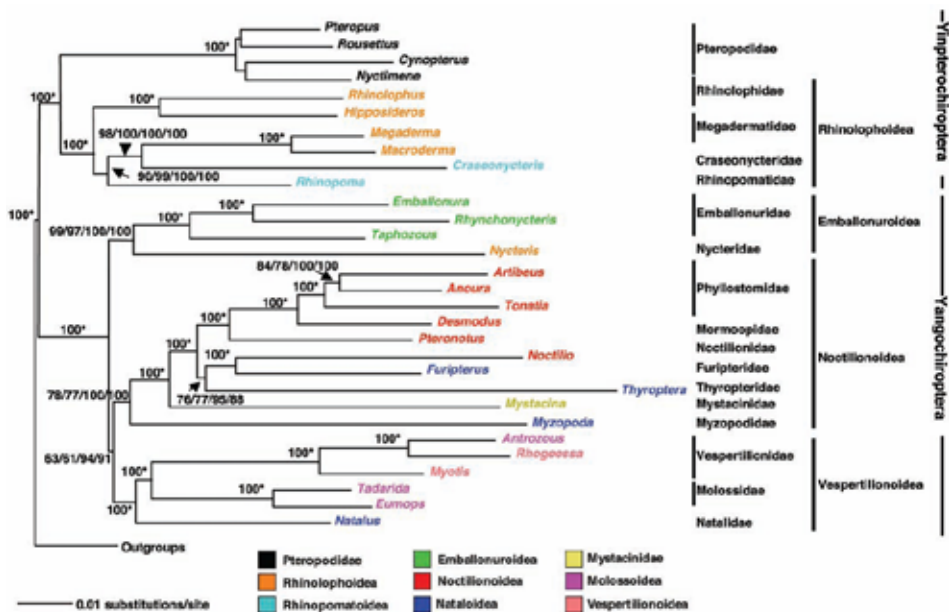 Pteropus
100*
Rousettus
Pteropodidae
Cynopterus
Nyctimene
Yinpterochiroptera
100*
100*
Rhinolophus
Rhinolophidae
Hipposideros
100*
98/100/100/100
100*
Megaderma
Megadermatidae
Macroderma
Rhinolophoidea
Craseonycteris
Craseonycteridae
90/99/100/100
Rhinopoma
Rhinopomatidae
100*
100*
Emballonura
Emballonuridae
Rhynchonycteris
Emballonuroidea
99/97/100/100
100*
Taphozous
Nycteris
Nycteridae
84/78/100/100
Artibeus
Phyllostomidae
Ancura
100*
Tonatia
100*
Desmodus
100*
Pteronotus
Mormoopidae
100*
Noctilio
Noctilionidae
Noctilionoidea
Yangochiroptera
100*
Furipterus
Furipteridae
100*
Thyroptera
Thyropteridae
78/77/100/100
76/77/95/88
Mystacina
Mystacinidae
Myzopoda
Myzopodidae
100*
Antrozous
63/61/94/91
100*
Rhogeessa
Vespertilionidae
Myotis
100*
100*
Tadarida
Molossidae
Vespertilionoidea
Eumops
100*
Natalus
Natalidae
Outgroups
Pteropodidae
Emballonuroidea
Mystacinidae
Rhinolophoidea
Noctilionoidea
Molossoidea
0.01 substitutions/site
Rhinopomatoidea
Nataloidea
Vespertilionoidea